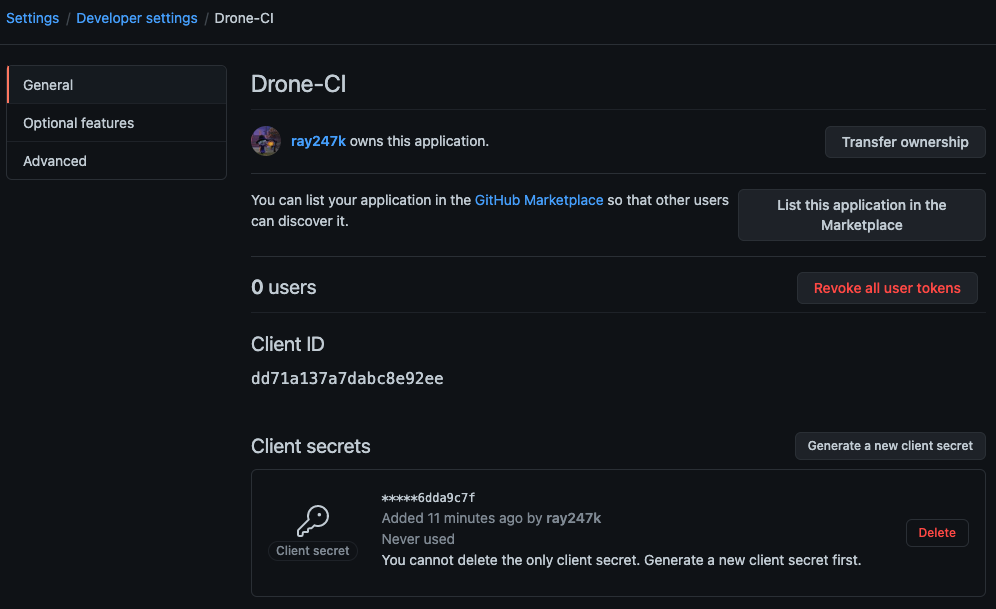 Settings / Developer settings / Drone-CI
General
Optional features
Advanced
Drone-CI
ray247k owns this application.
Transfer ownership
You can list your application in the GitHub Marketplace so that other users
can discover it.
List this application in the
Marketplace
0 users
Revoke all user tokens
Client ID
dd71a137a7dabc8e92ee
Client secrets
Generate a new client secret
Client secret
*****6dda9c7f
Added 11 minutes ago by ray247k
Never used
You cannot delete the only client secret. Generate a new client secret first.
Delete